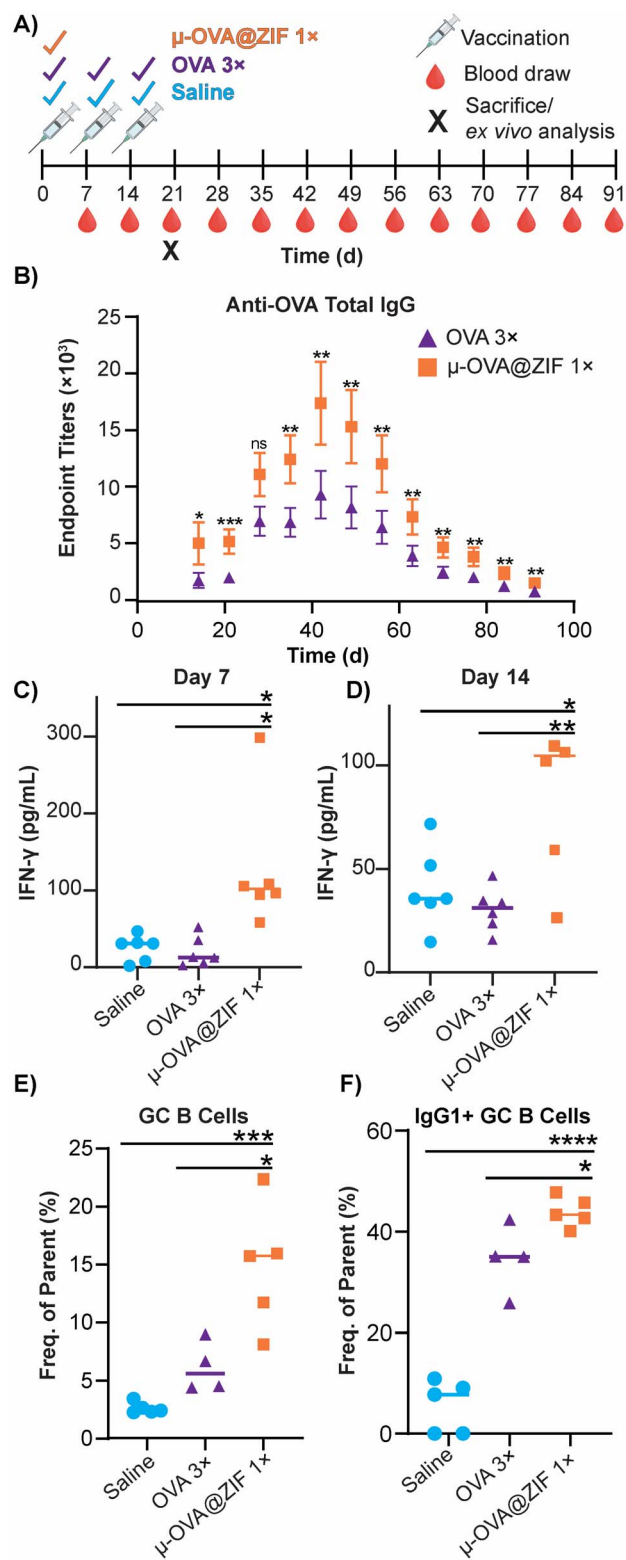 A)
μ-OVA@ZIF 1×
OVA 3×
Saline
Vaccination
Blood draw
X Sacrifice/
ex vivo analysis
0 7 14 21 28 35 42 49 56 63 70 77 84 91
X
Time (d)
B)
Anti-OVA Total IgG
OVA 3×
μ-OVA@ZIF 1×
Endpoint Titers (×10³)
25
20
15
10
5
0
* *** ns ** ** ** ** ** ** ** ** **
0 20 40 60 80 100
Time (d)
C)
Day 7
*
*
IFN-γ (pg/mL)
300
200
100
0
Saline
OVA 3×
μ-OVA@ZIF 1×
D)
Day 14
*
**
IFN-γ (pg/mL)
100
50
0
Saline
OVA 3×
μ-OVA@ZIF 1×
E)
GC B Cells
***
*
Freq. of Parent (%)
25
20
15
10
5
0
Saline
OVA 3×
μ-OVA@ZIF 1×
F)
IgG1+ GC B Cells
****
*
Freq. of Parent (%)
60
40
20
0
Saline
OVA 3×
μ-OVA@ZIF 1×